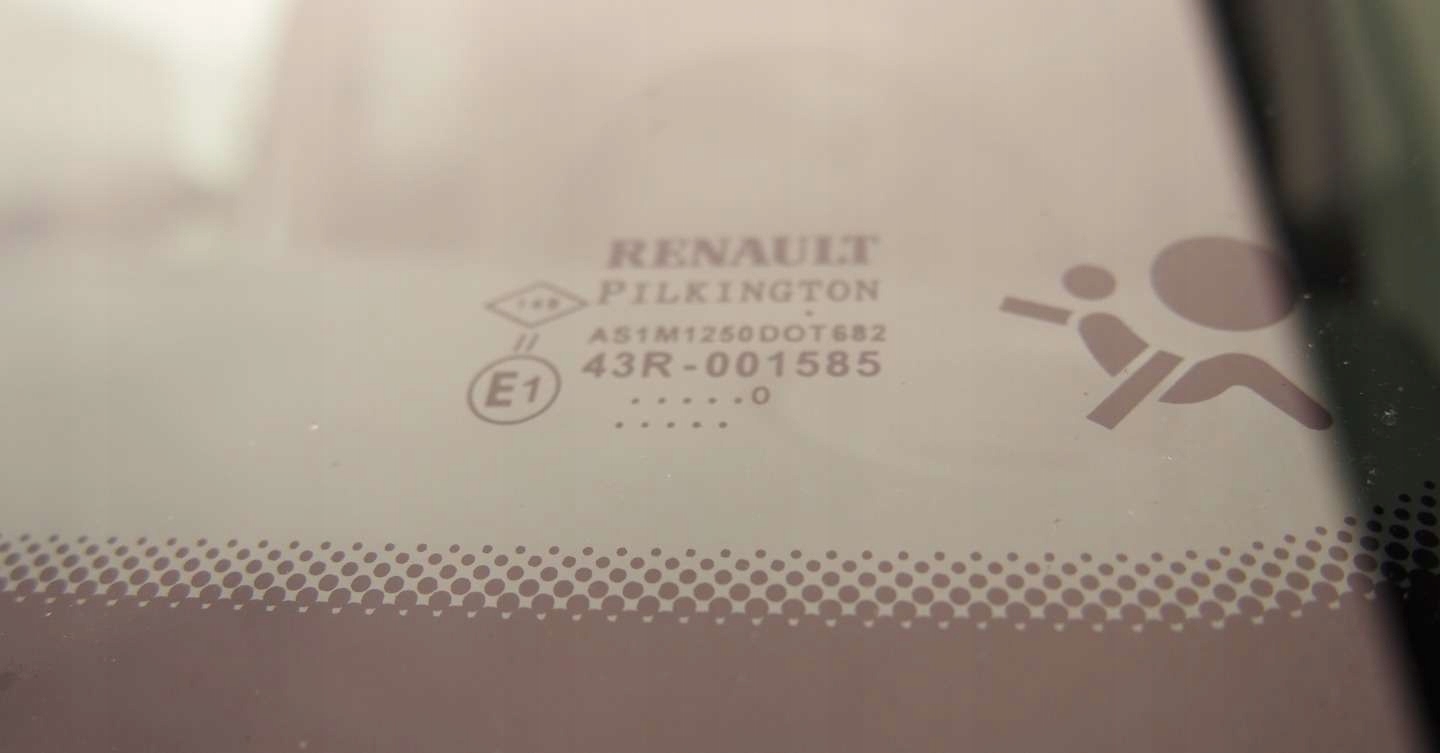 RENAULT
PILKINGTON
AS1M1250DOT682
43R-001585
.....0
.....
//
E1